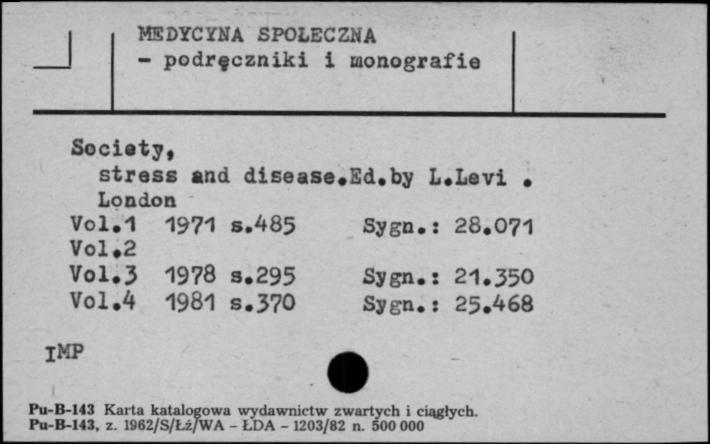 MEDYCYNA SPOŁECZNA
- podręczniki i monografie
Society,
stress and disease.Ed.by L.Levi .
London
Vol.1 1971 s.485 Sygn.: 28.071
Vol.2
Vol.3 1978 s.295 Sygn.: 21.350
Vol.4 1981 s.370 Sygn.: 25.468
IMP
Pu-B-143 Karta katalogowa wydawnictw zwartych i ciągłych.
Pu-B-143, z. 1962/S/Łż/WA - ŁDA - 1203/82 n. 500 000